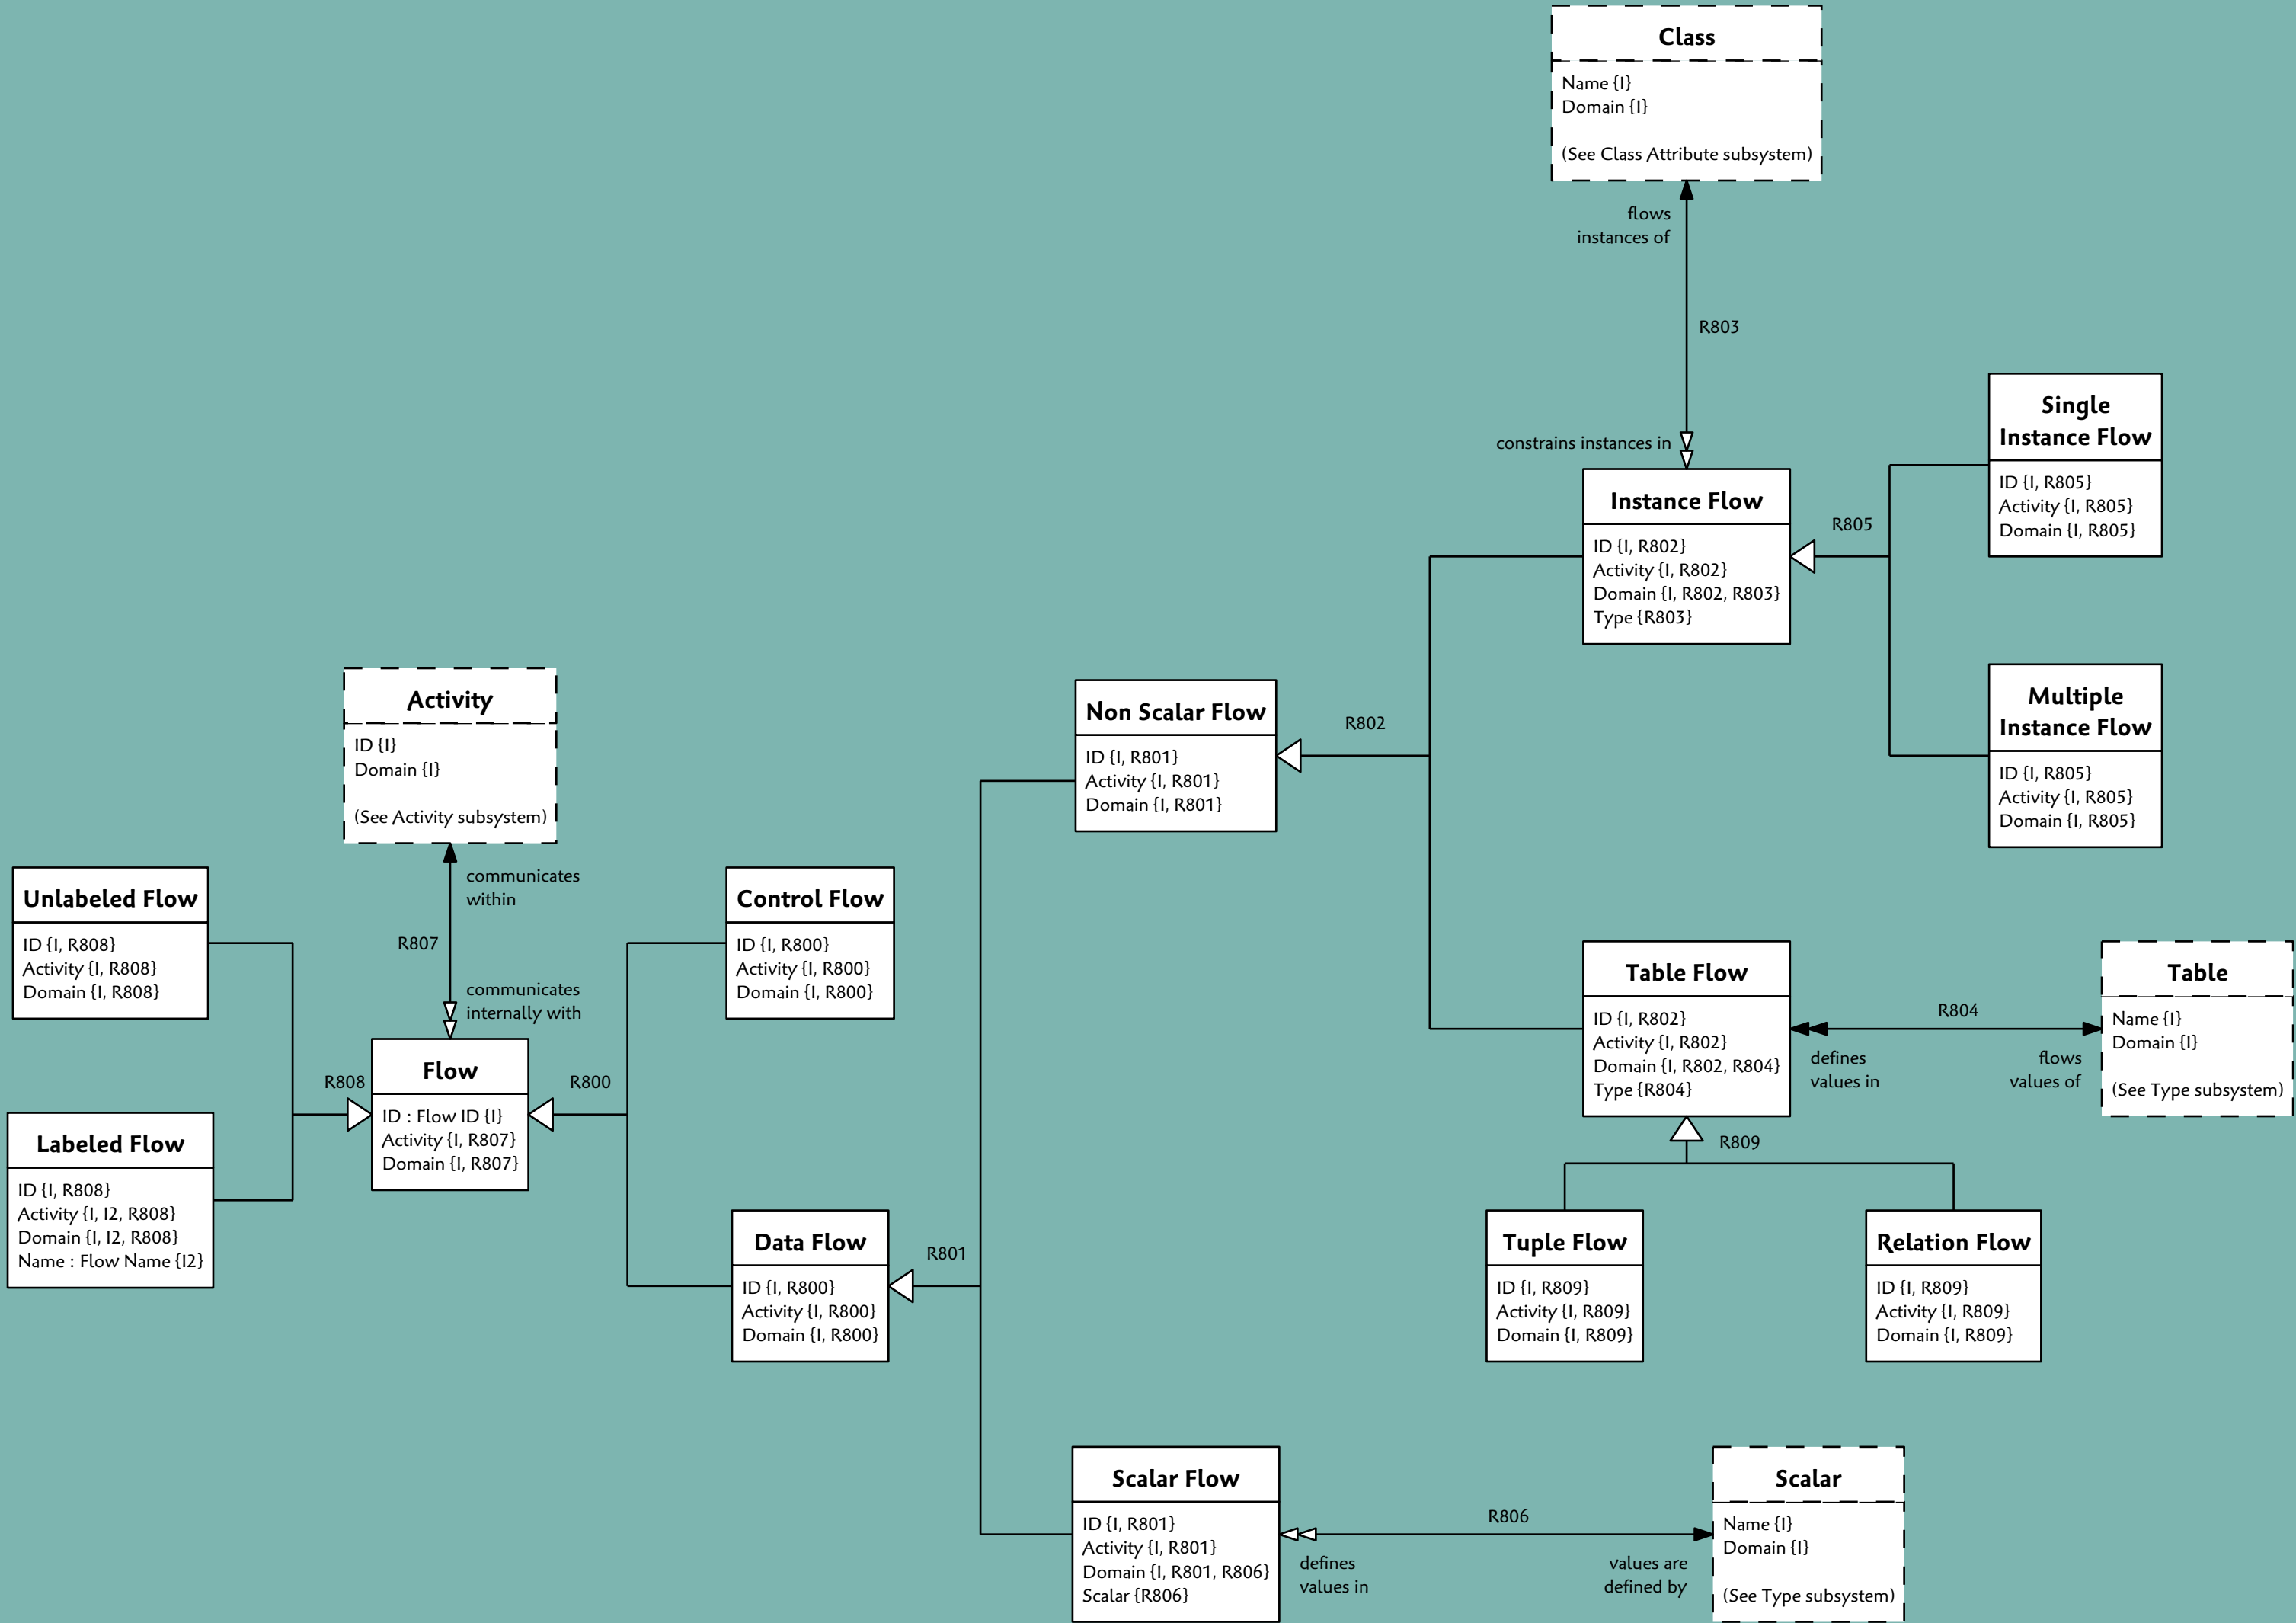 Class
Name {I}
Domain {I}
(See Class Attribute subsystem)
flows
instances of
R803
constrains instances in
Single
Instance Flow
ID {I, R805}
Activity {I, R805}
Domain {I, R805}
Instance Flow
ID {I, R802}
Activity {I, R802}
Domain {I, R802, R803}
Type {R803}
R805
Multiple
Instance Flow
ID {I, R805}
Activity {I, R805}
Domain {I, R805}
Activity
ID {I}
Domain {I}
(See Activity subsystem)
communicates
within
R807
communicates
internally with
Non Scalar Flow
ID {I, R801}
Activity {I, R801}
Domain {I, R801}
R802
Unlabeled Flow
ID {I, R808}
Activity {I, R808}
Domain {I, R808}
Control Flow
ID {I, R800}
Activity {I, R800}
Domain {I, R800}
Table Flow
ID {I, R802}
Activity {I, R802}
Domain {I, R802, R804}
Type {R804}
R804
defines
values in
flows
values of
Table
Name {I}
Domain {I}
(See Type subsystem)
R808
Flow
ID : Flow ID {I}
Activity {I, R807}
Domain {I, R807}
R800
Labeled Flow
ID {I, R808}
Activity {I, I2, R808}
Domain {I, I2, R808}
Name : Flow Name {I2}
R809
Data Flow
ID {I, R800}
Activity {I, R800}
Domain {I, R800}
R801
Tuple Flow
ID {I, R809}
Activity {I, R809}
Domain {I, R809}
Relation Flow
ID {I, R809}
Activity {I, R809}
Domain {I, R809}
Scalar Flow
ID {I, R801}
Activity {I, R801}
Domain {I, R801, R806}
Scalar {R806}
R806
defines
values in
values are
defined by
Scalar
Name {I}
Domain {I}
(See Type subsystem)